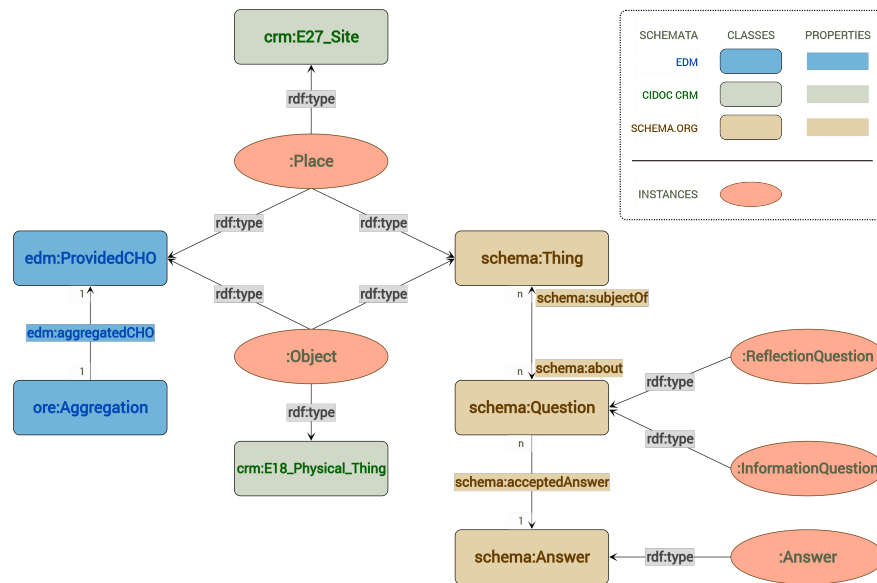 crm:E27_Site
SCHEMATA CLASSES PROPERTIES
EDM
CIDOC CRM
SCHEMA.ORG
INSTANCES
rdf:type
:Place
rdf:type rdf:type
edm:ProvidedCHO schema:Thing
1 rdf:type rdf:type n schema:subjectOf
edm:aggregatedCHO
:Object :ReflectionQuestion
1 n schema:about
rdf:type
ore:Aggregation rdf:type schema:Question
n rdf:type
crm:E18_Physical_Thing :InformationQuestion
schema:acceptedAnswer
1
schema:Answer rdf:type :Answer